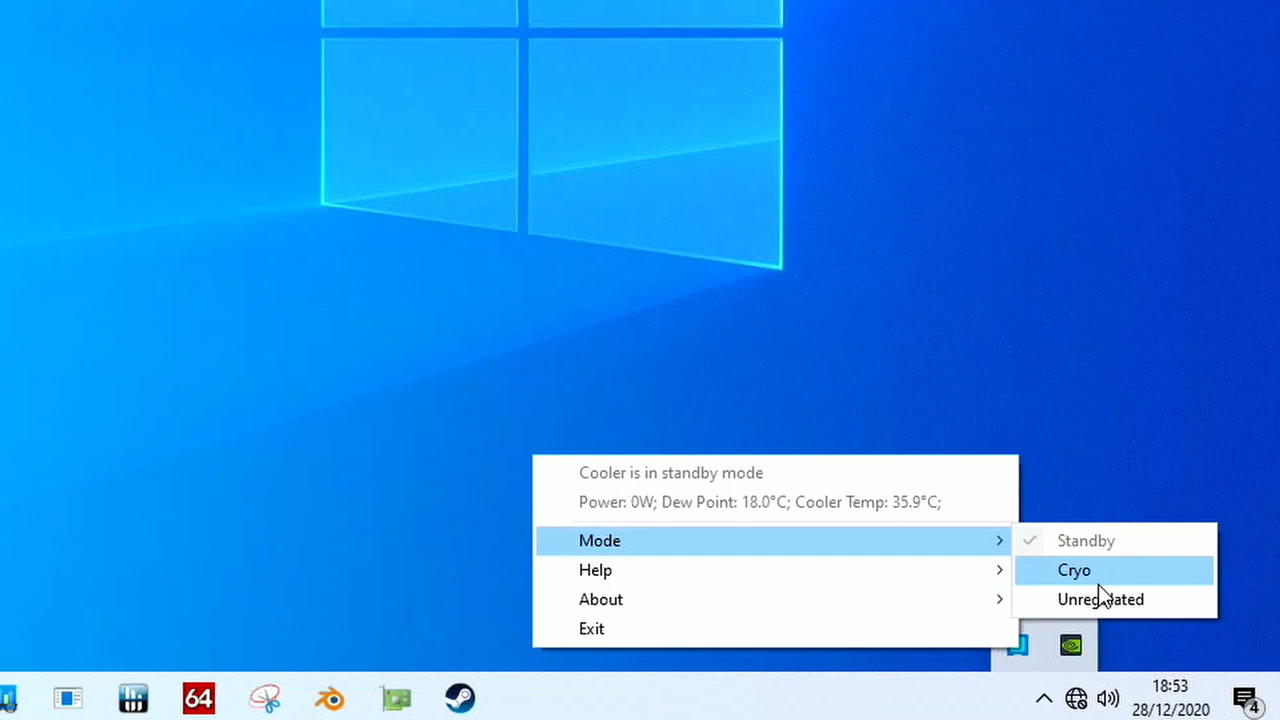 Cooler is in standby mode
Power: 0W; Dew Point: 18.0°C; Cooler Temp: 35.9°C;
Mode
Standby
Help
Cryo
About
Unregulated
Exit
64
18:53
28/12/2020
4